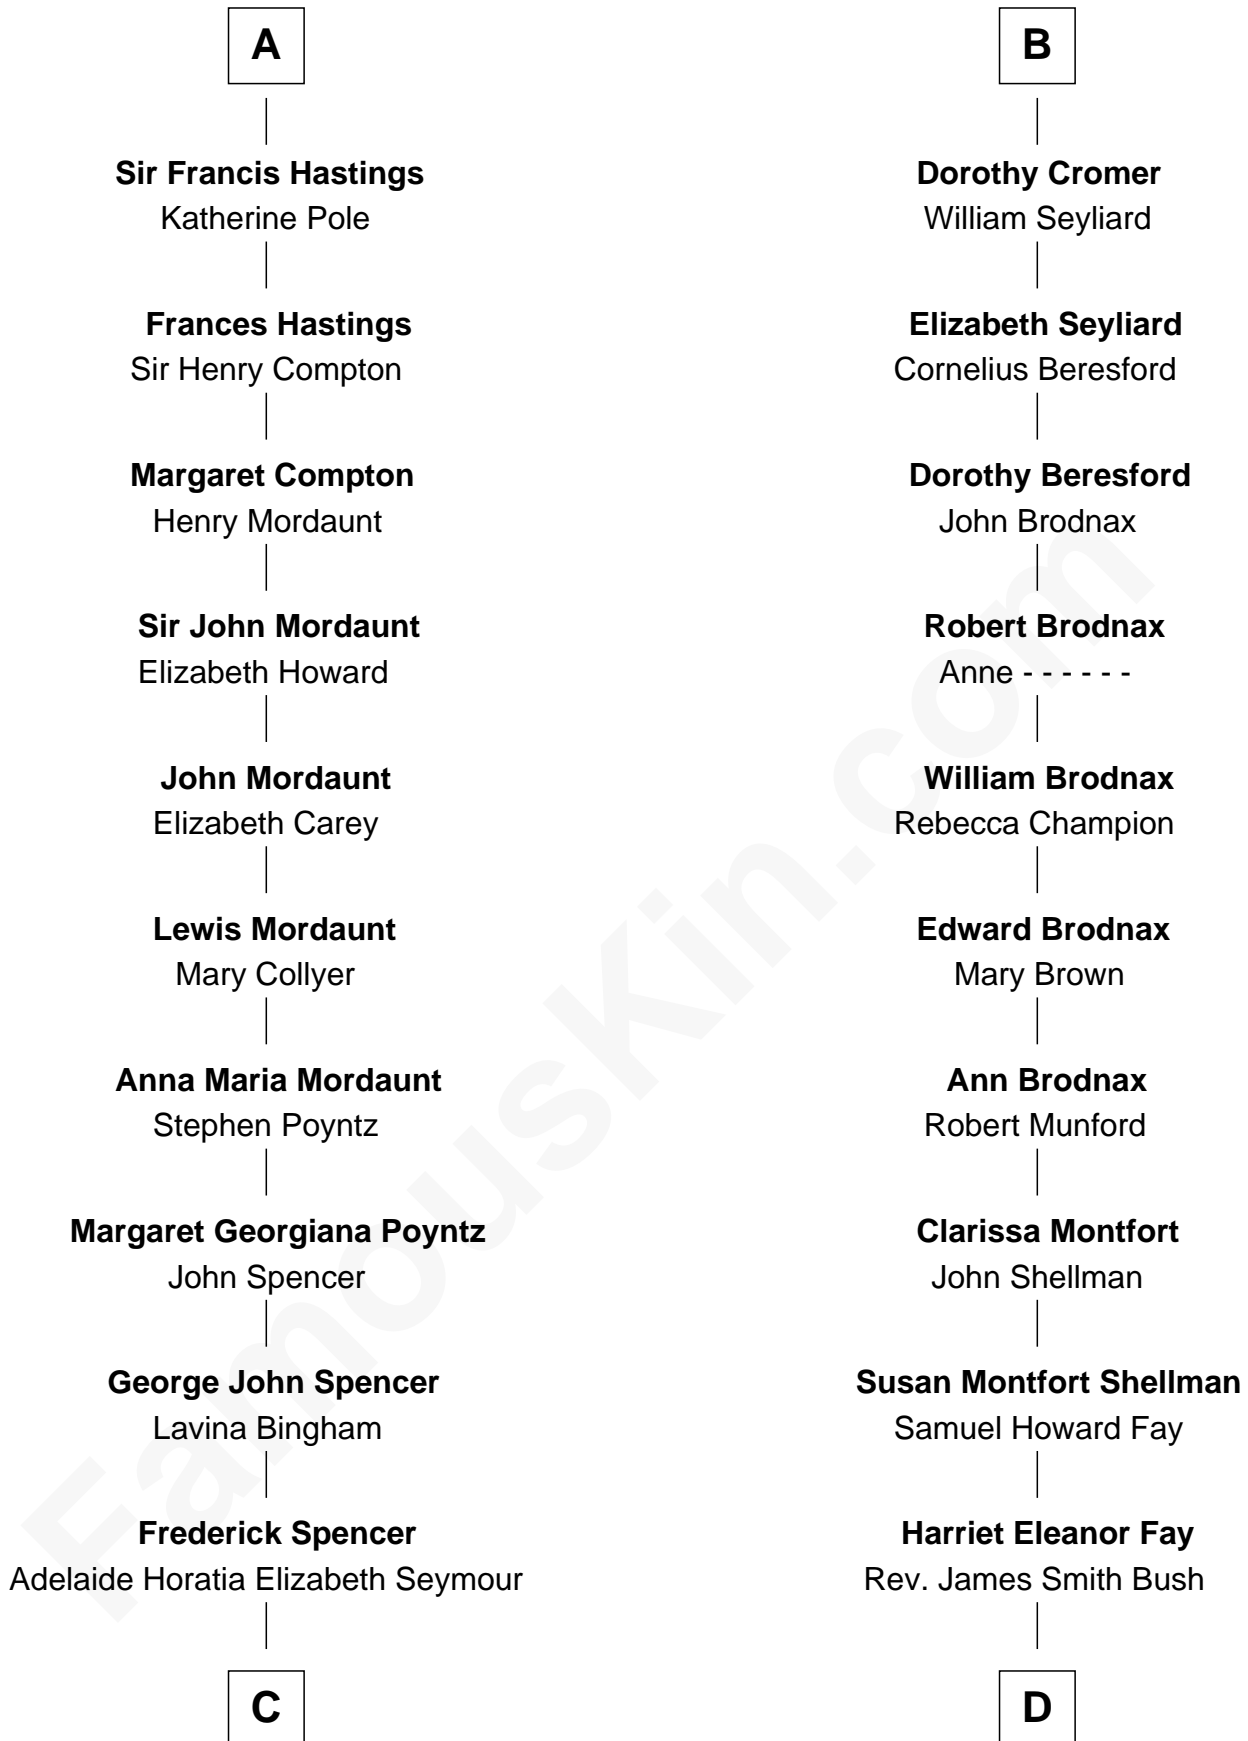 A
Sir Francis Hastings
Katherine Pole
Frances Hastings
Sir Henry Compton
Margaret Compton
Henry Mordaunt
Sir John Mordaunt
Elizabeth Howard
John Mordaunt
Elizabeth Carey
Lewis Mordaunt
Mary Collyer
Anna Maria Mordaunt
Stephen Poyntz
Margaret Georgiana Poyntz
John Spencer
George John Spencer
Lavina Bingham
Frederick Spencer
Adelaide Horatia Elizabeth Seymour
C
B
Dorothy Cromer
William Seyliard
Elizabeth Seyliard
Cornelius Beresford
Dorothy Beresford
John Brodnax
Robert Brodnax
Anne - - - - - -
William Brodnax
Rebecca Champion
Edward Brodnax
Mary Brown
Ann Brodnax
Robert Munford
Clarissa Montfort
John Shellman
Susan Montfort Shellman
Samuel Howard Fay
Harriet Eleanor Fay
Rev. James Smith Bush
D
FamousKin.com